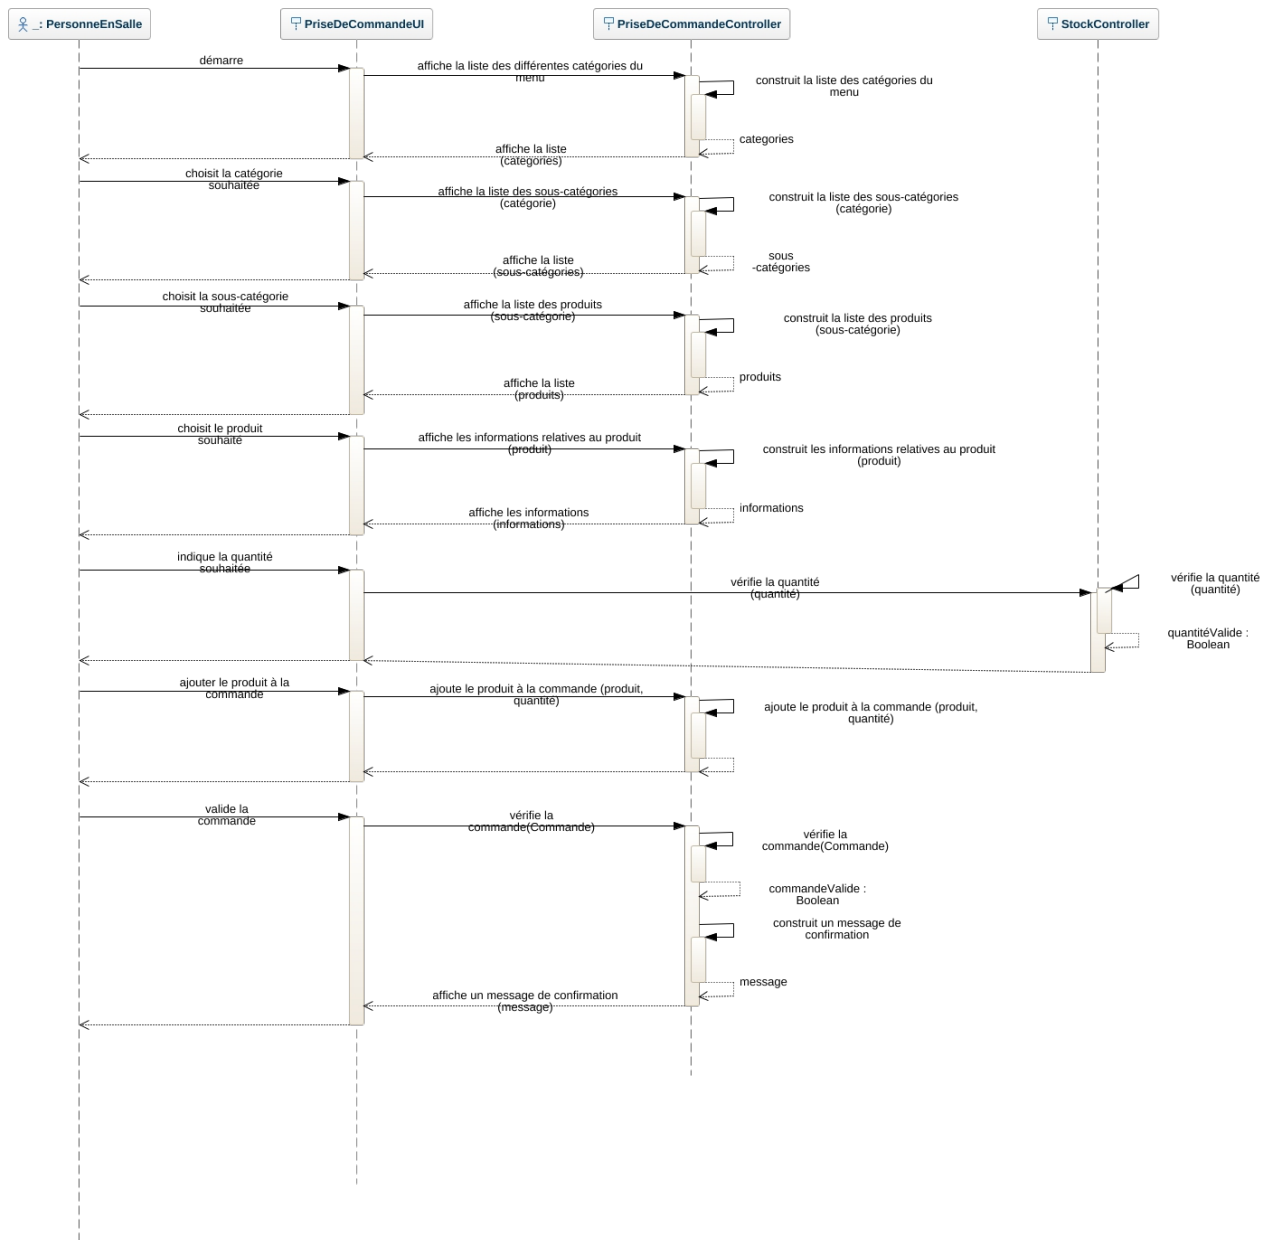 _: PersonneEnSalle
PriseDeCommandeUI
PriseDeCommandeController
StockController
démarre
affiche la liste des différentes catégories du
menu
construit la liste des catégories du
menu
categories
affiche la liste
(categories)
choisit la catégorie
souhaitée
affiche la liste des sous-catégories
(catégorie)
construit la liste des sous-catégories
(catégorie)
sous
-catégories
affiche la liste
(sous-catégories)
choisit la sous-catégorie
souhaitée
affiche la liste des produits
(sous-catégorie)
construit la liste des produits
(sous-catégorie)
produits
affiche la liste
(produits)
choisit le produit
souhaité
affiche les informations relatives au produit
(produit)
construit les informations relatives au produit
(produit)
informations
affiche les informations
(informations)
indique la quantité
souhaitée
vérifie la quantité
(quantité)
vérifie la quantité
(quantité)
quantitéValide :
Boolean
ajouter le produit à la
commande
ajoute le produit à la commande (produit,
quantité)
ajoute le produit à la commande (produit,
quantité)
valide la
commande
vérifie la
commande(Commande)
vérifie la
commande(Commande)
commandeValide :
Boolean
construit un message de
confirmation
message
affiche un message de confirmation
(message)